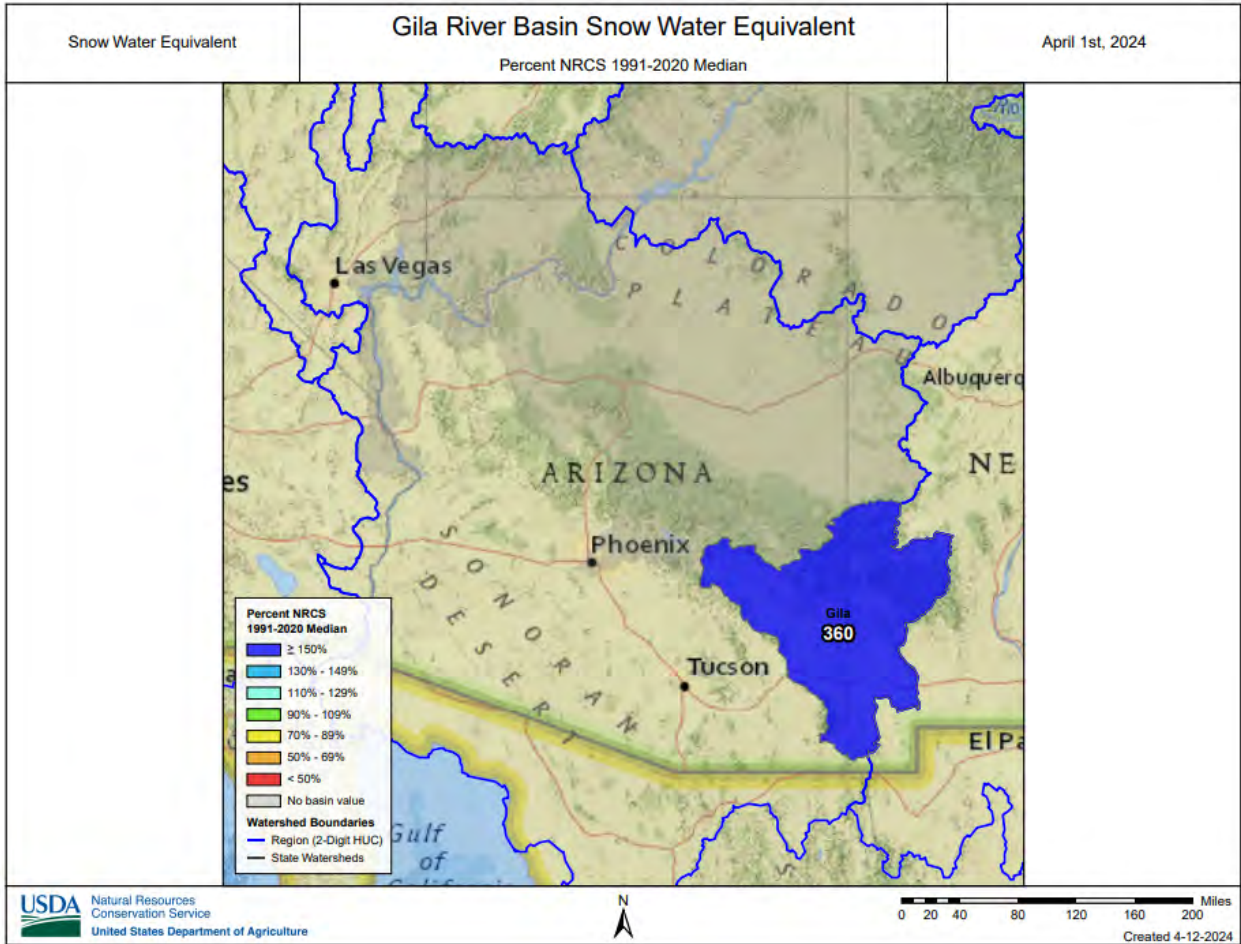 Snow Water Equivalent
Gila River Basin Snow Water Equivalent
Percent NRCS 1991-2020 Median
April 1st, 2024
Las Vegas
COLORADO
PLATEAU
Albuquerq
ARIZONA
NE
es
Phoenix
SONORAN
DESERT
Gila
360
Tucson
El Pa
Gulf
of
Percent NRCS
1991-2020 Median
≥ 150%
130% - 149%
110% - 129%
90% - 109%
70% - 89%
50% - 69%
< 50%
No basin value
Watershed Boundaries
Region (2-Digit HUC)
State Watersheds
USDA
Natural Resources
Conservation Service
United States Department of Agriculture
N
Miles
0 20 40 80 120 160 200
Created 4-12-2024